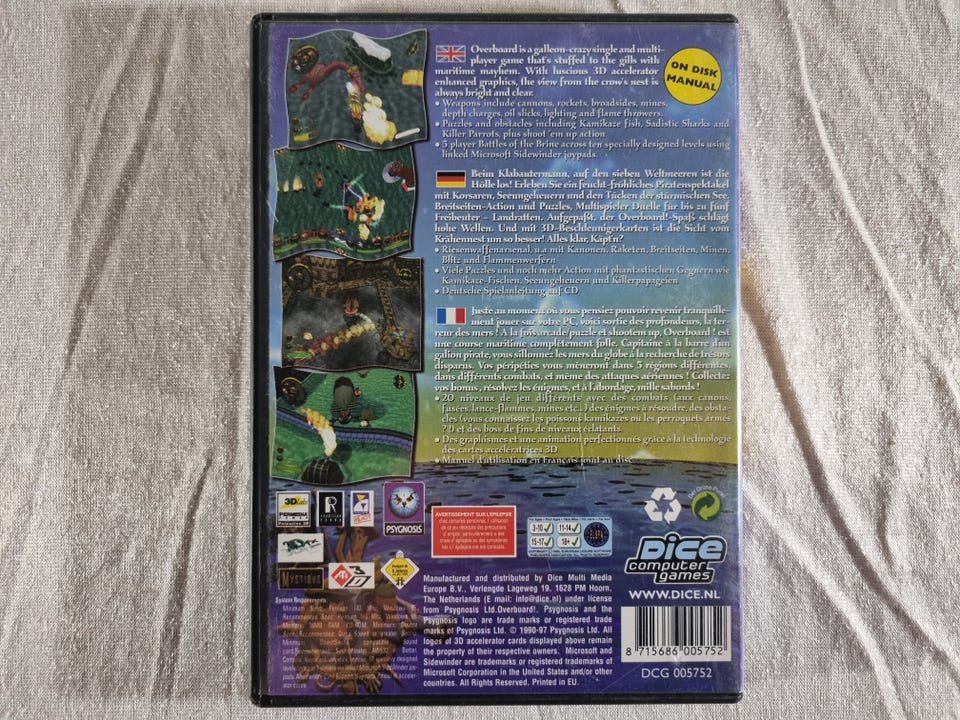 Overboard is a galleon-crazy single and multi-
player game that's stuffed to the gills with
maritime mayhem. With luscious 3D accelerator
enhanced graphics, the view from the crow's nest is
always bright and clear.
• Weapons include cannons, rockets, broadsides, mines,
depth charges, oil slicks, lighting and flame throwers.
• Puzzles and obstacles including Kamikaze fish, Sadistic Sharks and
Killer Parrots, plus shoot 'em up action
• 5 player Battles of the Brine across ten specially designed levels using
linked Microsoft Sidewinder joypads.
ON DISK
MANUAL
Beim Klabautermann, auf den sieben Weltmeeren ist die
Hölle los! Erleben Sie ein feucht-fröhliches Piratenspektakel
mit Korsaren, Seeungeheuern und den Tücken der stürmischen See.
Breitseiten-Action und Puzzles, Multispieler Duelle für bis zu fünf
Freibeuter - Landratten. Aufgepaßt, der Overboard!-Spaß schlägt
hohe Wellen. Und mit 3D-Beschleunigerkarten ist die Sicht vom
Krähennest um so besser! Alles klar, Käpt'n?
• Riesenwaffenarsenal, u.a mit Kanonen, Raketen, Breitseiten, Minen,
Blitz und Flammenwerfern
• Viele Puzzles und noch mehr Action mit phantastischen Gegnern wie
Kamikaze-Fischen, Seeungeheuern und Killerpapageien
• Deutsche Spielanleitung auf CD
Juste au moment où vous pensiez pouvoir revenir tranquille-
ment jouer sur votre PC, voici sortie des profondeurs, la ter-
reur des mers ! A la fois arcade puzzle et shootem up, Overboard ! est
une course maritime complètement folle. Capitaine à la barre d'un
galion pirate, vous sillonnez les mers du globe à la recherche de trésors
disparus. Vos péripéties vous mèneront dans 5 régions différentes,
dans différents combats, et même des attaques aériennes ! Collectez
vos bonus, résolvez les énigmes, et à l'abordage, mille sabords !
• 20 niveaux de jeu différents avec des combats (aux canons,
fusées, lance-flammes, mines etc...) des énigmes à résoudre, des obsta-
cles (vous connaissez les poissons kamikazes ou les perroquets armés
?) et des boss de fins de niveaux éclatants.
• Des graphismes et une animation perfectionnés grâce à la technologie
des cartes accélératrices 3D
• Manuel d'utilisation en Français joint au disc
3D
PERMEDIA
R
PSYGNOSIS
AVERTISSEMENT SUR L'EPILEPSIE
3-10
11-14
15-17
18+
ELSPA
Der Grüne Punkt
DICE
computer
games
WWW.DICE.NL
MYSTIQUE
ATI 3D
Manufactured and distributed by Dice Multi Media
Europe B.V., Verlengde Lageweg 19. 1628 PM Hoorn,
The Netherlands (E mail: info@dice.nl) under license
from Psygnosis Ltd.Overboard!, Psygnosis and the
Psygnosis logo are trade marks or registered trade
marks of Psygnosis Ltd. © 1990-97 Psygnosis Ltd. All
logos of 3D accelerator cards displayed above remain
the property of their respective owners. Microsoft and
Sidewinder are trademarks or registered trademarks of
Microsoft Corporation in the United States and/or other
countries. All Rights Reserved. Printed in EU.
System Requirements:
8 715686 005752
DCG 005752